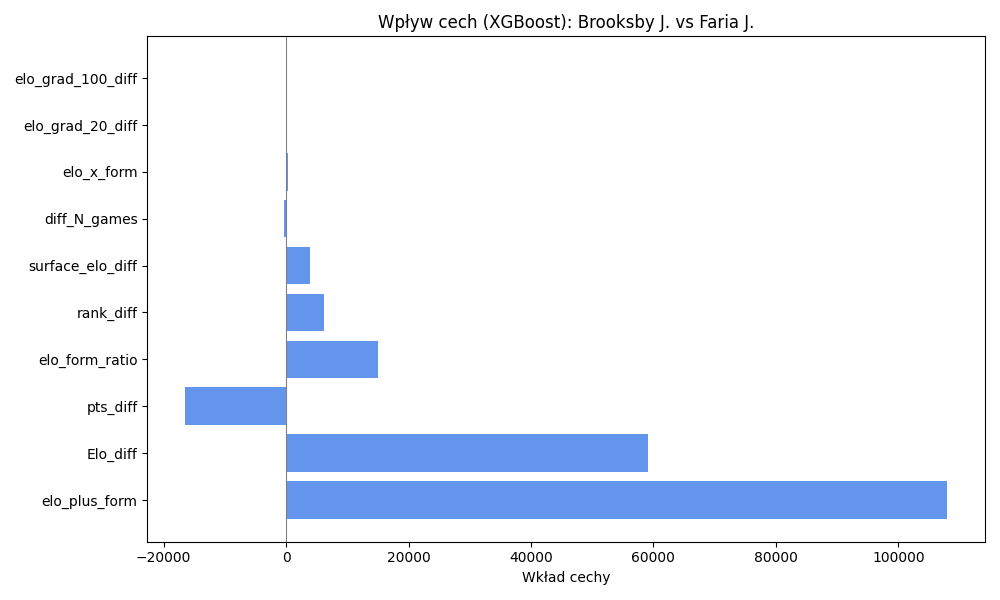 Wpływ cech (XGBoost): Brooksby J. vs Faria J.
elo_grad_100_diff
elo_grad_20_diff
elo_x_form
diff_N_games
surface_elo_diff
rank_diff
elo_form_ratio
pts_diff
Elo_diff
elo_plus_form
−20000 0 20000 40000 60000 80000 100000
Wkład cechy